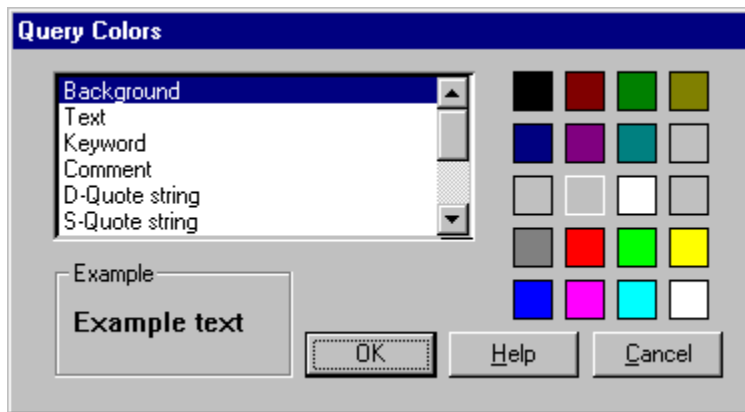 Query Colors
Background
Text
Keyword
Comment
D-Quote string
S-Quote string
Example
Example text
OK
Help
Cancel